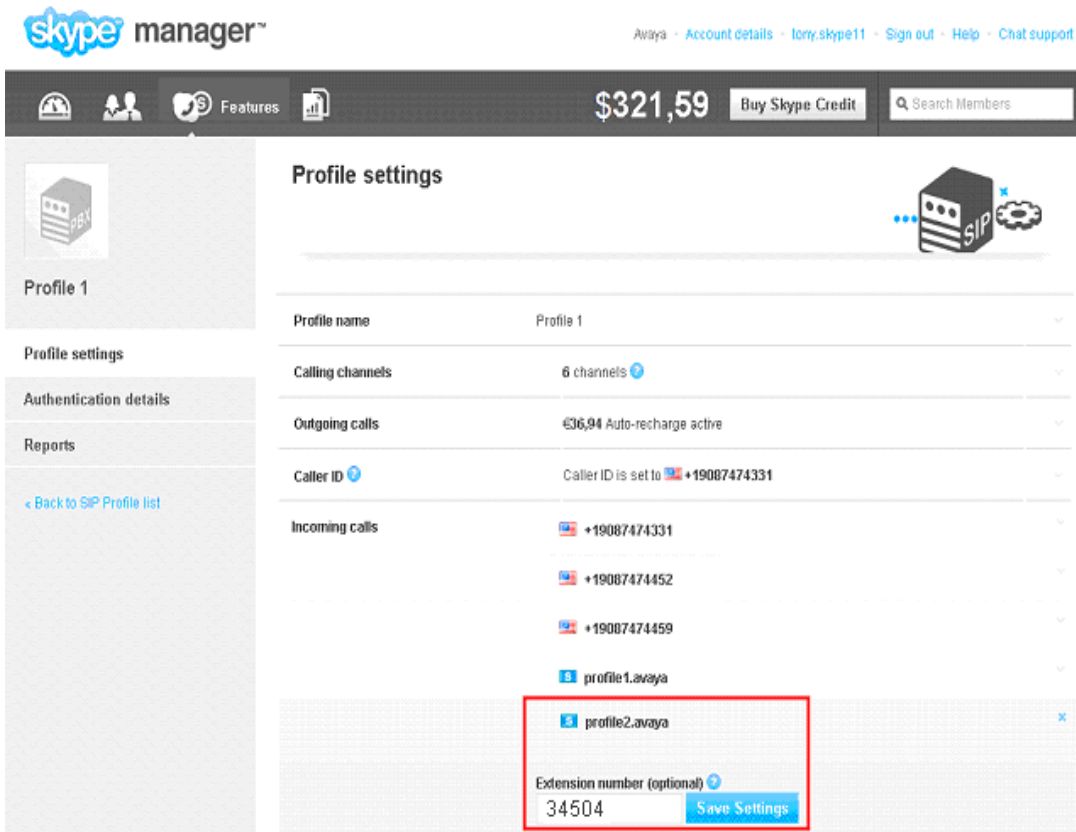 skype manager™
Avaya - Account details - tony.skype11 - Sign out - Help - Chat support
Features
$321,59
Buy Skype Credit
Search Members
PBX
Profile 1
Profile settings
Authentication details
Reports
« Back to SIP Profile list
Profile settings
SIP
Profile name Profile 1
Calling channels 6 channels ?
Outgoing calls €36,94 Auto-recharge active
Caller ID ? Caller ID is set to +19087474331
Incoming calls +19087474331
+19087474452
+19087474459
S profile1.avaya
S profile2.avaya
x
Extension number (optional) ?
34504 Save Settings